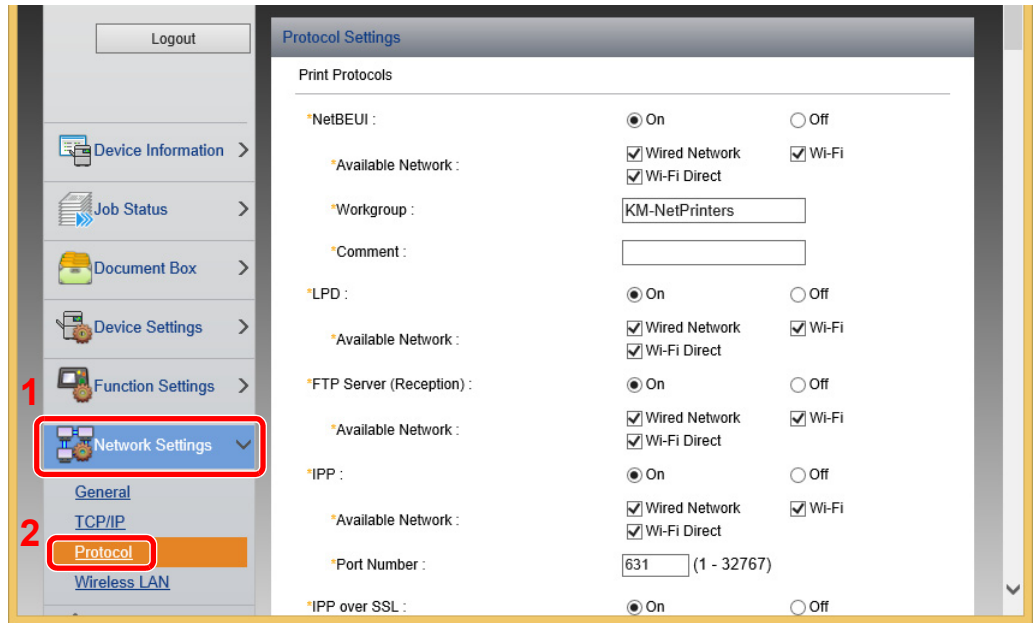 Logout
Device Information
Job Status
Document Box
Device Settings
1
Function Settings
Network Settings
General
TCP/IP
2
Protocol
Wireless LAN
Protocol Settings
Print Protocols
*NetBEUI : On Off
*Available Network : Wired Network Wi-Fi
Wi-Fi Direct
*Workgroup : KM-NetPrinters
*Comment :
*LPD : On Off
*Available Network : Wired Network Wi-Fi
Wi-Fi Direct
*FTP Server (Reception) : On Off
*Available Network : Wired Network Wi-Fi
Wi-Fi Direct
*IPP : On Off
*Available Network : Wired Network Wi-Fi
Wi-Fi Direct
*Port Number : 631 (1 - 32767)
*IPP over SSL : On Off